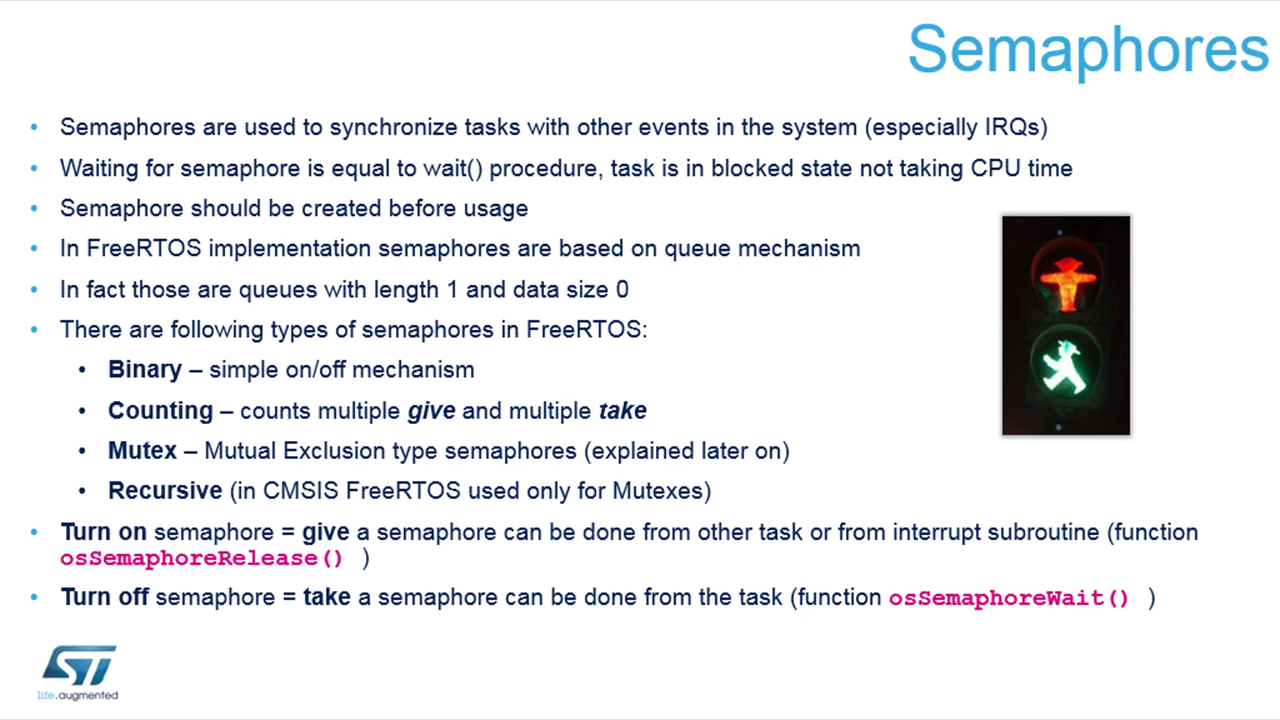 Semaphores
• Semaphores are used to synchronize tasks with other events in the system (especially IRQs)
• Waiting for semaphore is equal to wait() procedure, task is in blocked state not taking CPU time
• Semaphore should be created before usage
• In FreeRTOS implementation semaphores are based on queue mechanism
• In fact those are queues with length 1 and data size 0
• There are following types of semaphores in FreeRTOS:
• Binary – simple on/off mechanism
• Counting – counts multiple give and multiple take
• Mutex – Mutual Exclusion type semaphores (explained later on)
• Recursive (in CMSIS FreeRTOS used only for Mutexes)
• Turn on semaphore = give a semaphore can be done from other task or from interrupt subroutine (function
osSemaphoreRelease() )
• Turn off semaphore = take a semaphore can be done from the task (function osSemaphoreWait() )
ST
life.augmented